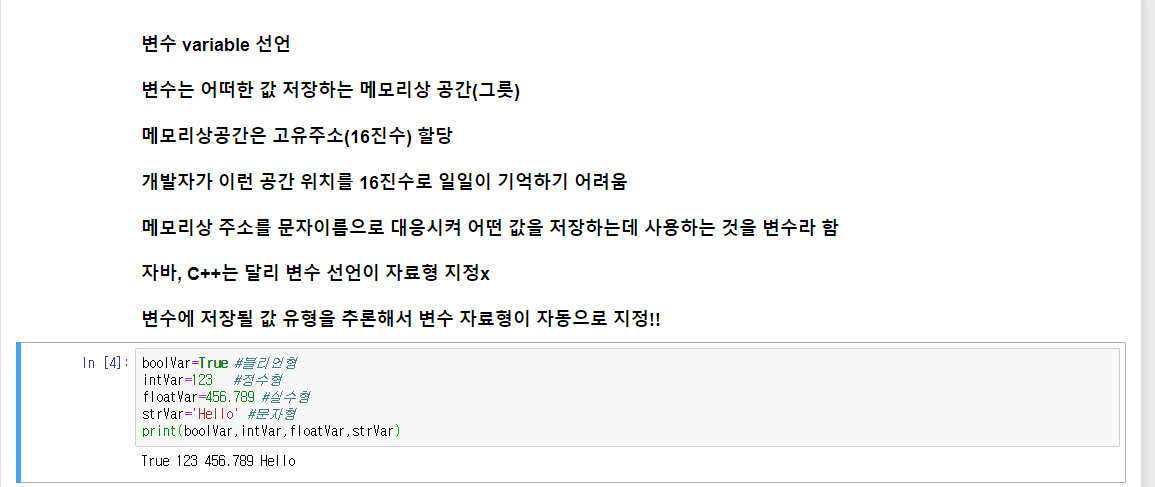 변수 variable 선언
변수는 어떠한 값 저장하는 메모리상 공간(그릇)
메모리상공간은 고유주소(16진수) 할당
개발자가 이런 공간 위치를 16진수로 일일이 기억하기 어려움
메모리상 주소를 문자이름으로 대응시켜 어떤 값을 저장하는데 사용하는 것을 변수라 함
자바, C++는 달리 변수 선언이 자료형 지정x
변수에 저장될 값 유형을 추론해서 변수 자료형이 자동으로 지정!!
In [4]: boolVar=True #블리언형
intVar=123 #정수형
floatVar=456.789 #실수형
strVar='Hello' #문자형
print(boolVar,intVar,floatVar,strVar)
True 123 456.789 Hello